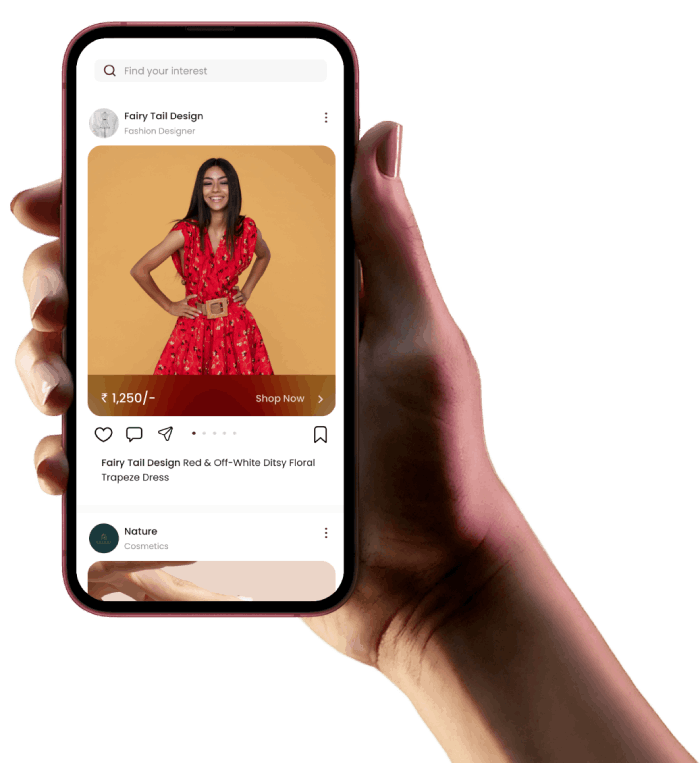 Find your interest
Fairy Tail Design
Fashion Designer
₹ 1,250/-
Shop Now
Fairy Tail Design Red & Off-White Ditsy Floral
Trapeze Dress
Nature
Cosmetics